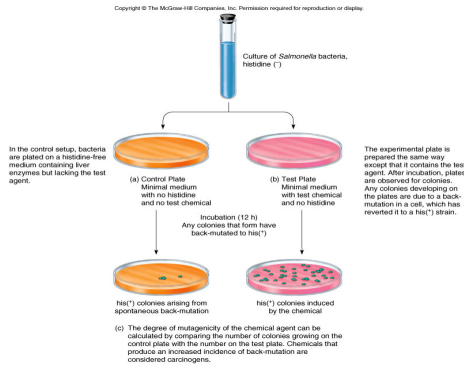 Copyright © The McGraw-Hill Companies, Inc. Permission required for reproduction or display.
Culture of Salmonella bacteria,
histidine (–)
In the control setup, bacteria
are plated on a histidine-free
medium containing liver
enzymes but lacking the test
agent.
(a) Control Plate
Minimal medium
with no histidine
and no test chemical
(b) Test Plate
Minimal medium
with test chemical
and no histidine
The experimental plate is
prepared the same way
except that it contains the test
agent. After incubation, plates
are observed for colonies.
Any colonies developing on
the plates are due to a back-
mutation in a cell, which has
reverted it to a his(+) strain.
Incubation (12 h)
Any colonies that form have
back-mutated to his(+)
his(+) colonies arising from
spontaneous back-mutation
his(+) colonies induced
by the chemical
(c) The degree of mutagenicity of the chemical agent can be
calculated by comparing the number of colonies growing on the
control plate with the number on the test plate. Chemicals that
produce an increased incidence of back-mutation are
considered carcinogens.